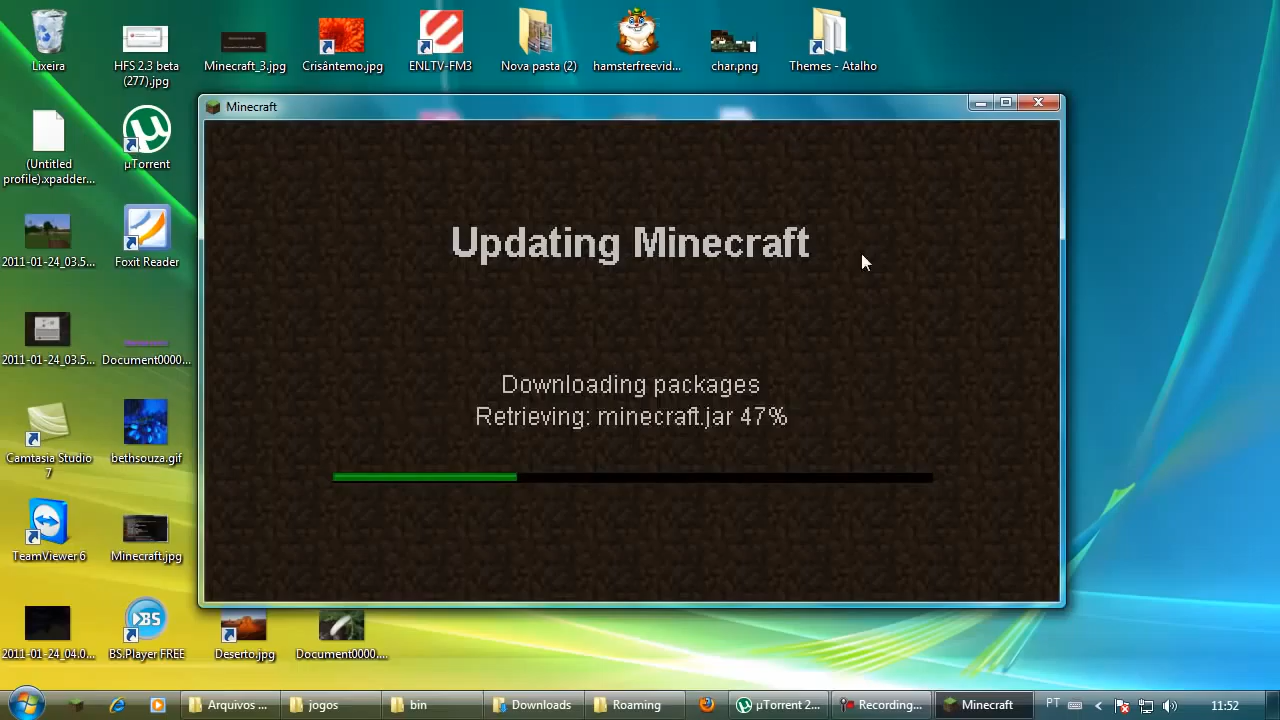 Lixeira
HFS 2.3 beta
(277).jpg
Minecraft_3.jpg
Crisântemo.jpg
ENLTV-FM3
Nova pasta (2)
hamsterfreevid...
char.png
Themes - Atalho
Minecraft
(Untitled
profile).xpadder...
µTorrent
Updating Minecraft
2011-01-24_03.5...
Foxit Reader
2011-01-24_03.5...
Document0000...
Downloading packages
Retrieving: minecraft.jar 47%
Camtasia Studio
7
bethsouza.gif
TeamViewer 6
Minecraft.jpg
BS
2011-01-24_04.0...
BS.Player FREE
Deserto.jpg
Document0000....
Arquivos ...
jogos
bin
Downloads
Roaming
µTorrent 2...
Recording...
Minecraft
PT
11:52